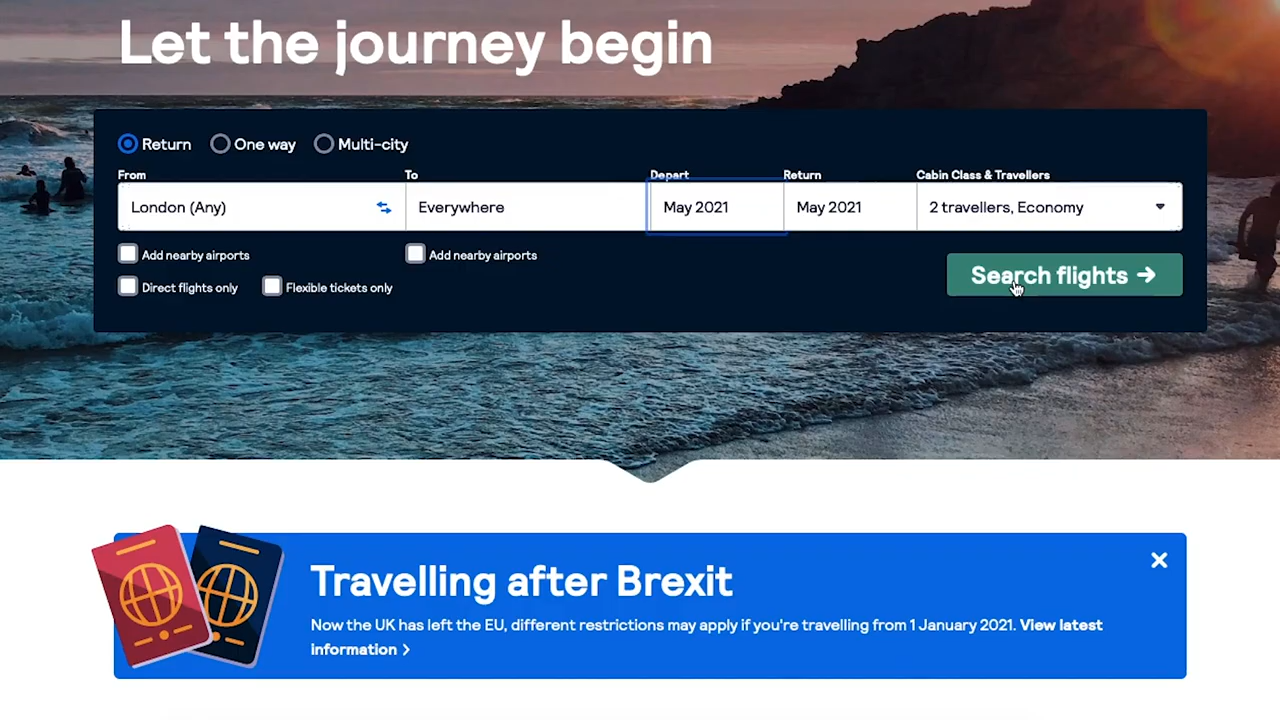 Let the journey begin
Return One way Multi-city
From To Depart Return Cabin Class & Travellers
London (Any) Everywhere May 2021 May 2021 2 travellers, Economy
Add nearby airports Add nearby airports
Direct flights only Flexible tickets only
Search flights →
Travelling after Brexit
Now the UK has left the EU, different restrictions may apply if you're travelling from 1 January 2021. View latest
information >